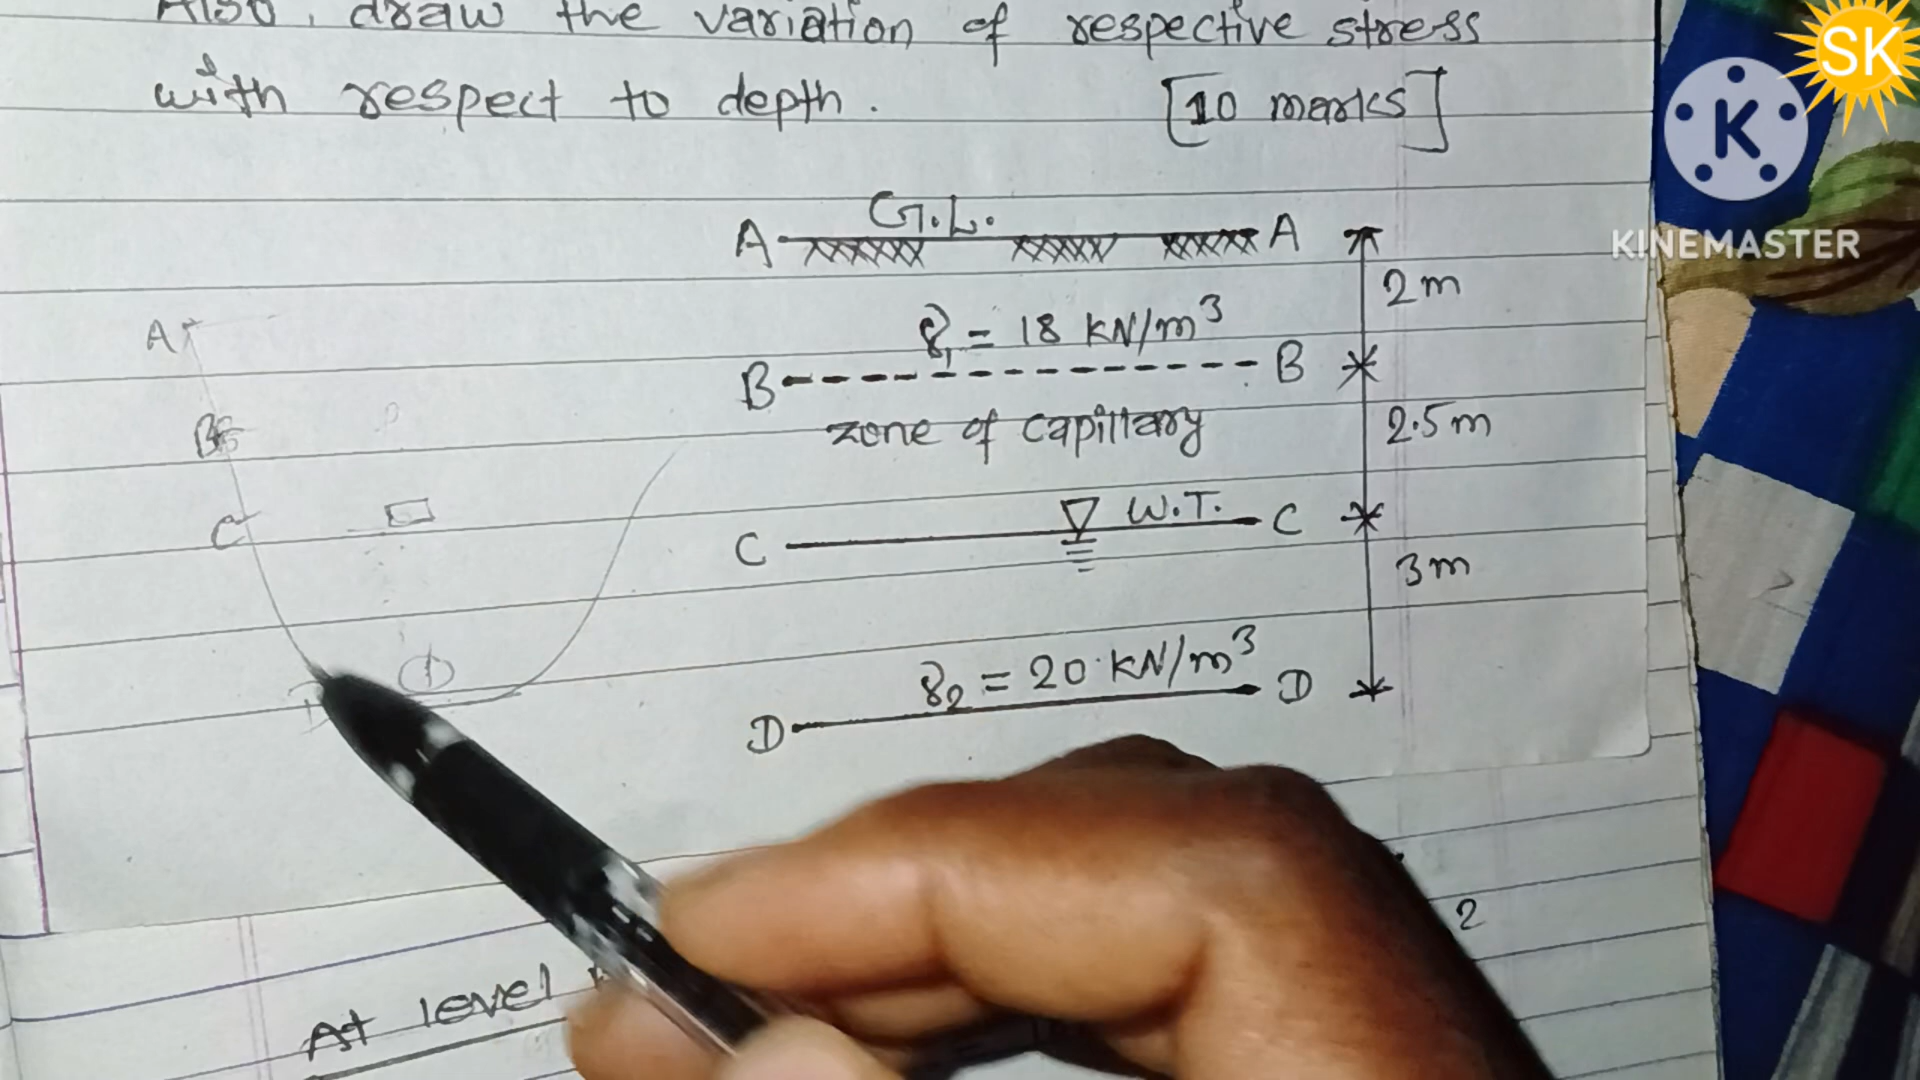 Also, draw the variation of respective stress
with respect to depth. [10 marks]
SK
K
KINEMASTER
G.L.
A A
2m
γ1 = 18 KN/m³
B B
zone of capillary
2.5m
W.T.
C C
3m
γ2 = 20 KN/m³
D D
A
B
C
2
At level